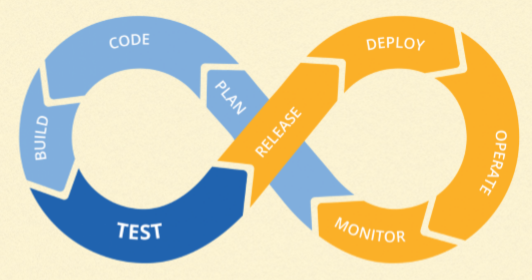 CODE
DEPLOY
PLAN
RELEASE
BUILD
OPERATE
TEST
MONITOR